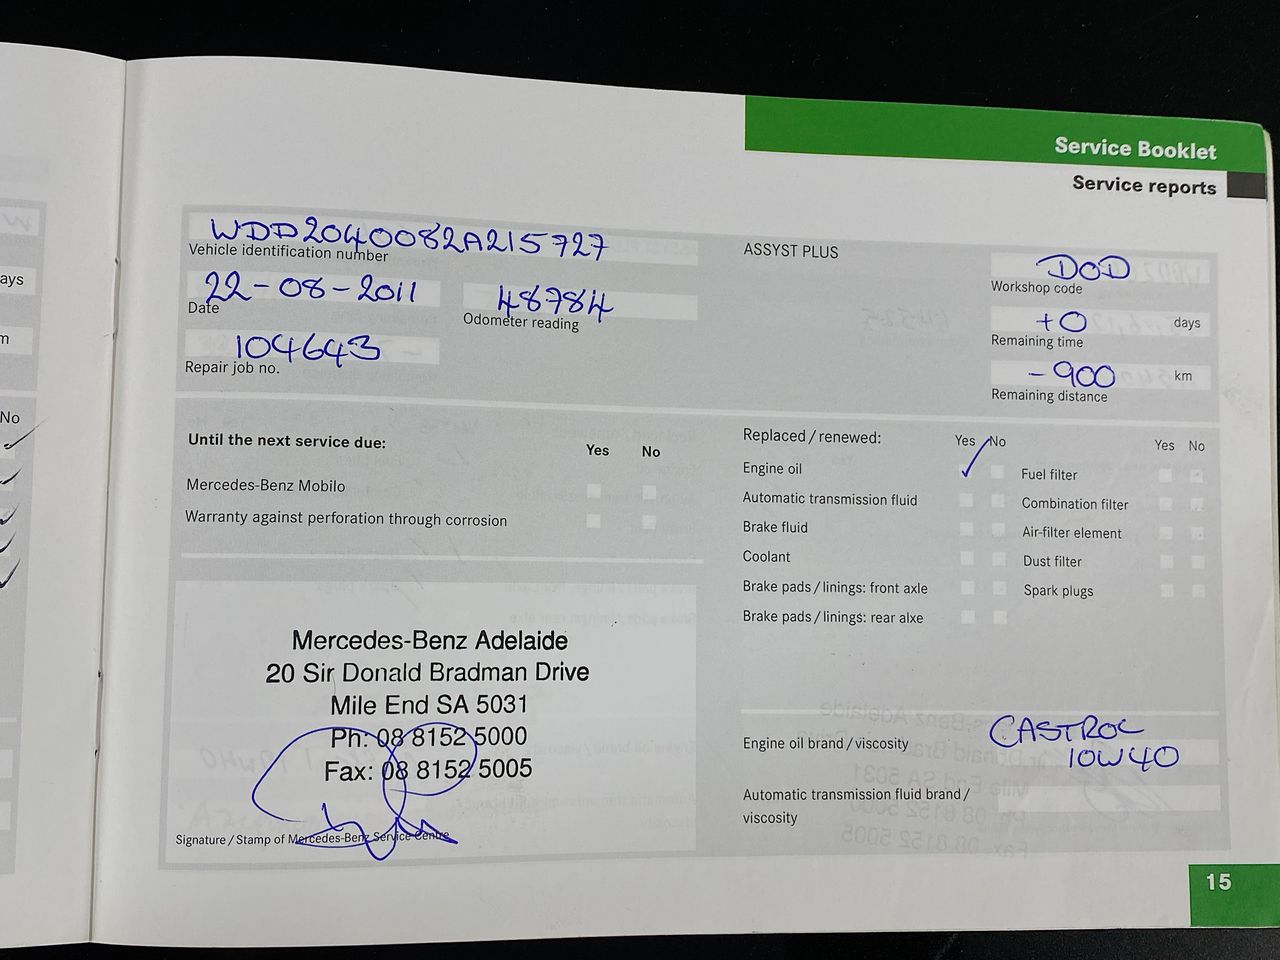 Service Booklet
Service reports
WDD2040082A215727
Vehicle identification number
22-08-2011
Date
48784
Odometer reading
104643
Repair job no.
ASSYST PLUS
DOD
Workshop code
+0 days
Remaining time
-900 km
Remaining distance
ays
m
No
Until the next service due: Yes No
Mercedes-Benz Mobilo
Warranty against perforation through corrosion
Replaced / renewed: Yes No Yes No
Engine oil ✓ Fuel filter
Automatic transmission fluid Combination filter
Brake fluid Air-filter element
Coolant Dust filter
Brake pads / linings: front axle Spark plugs
Brake pads / linings: rear alxe
Mercedes-Benz Adelaide
20 Sir Donald Bradman Drive
Mile End SA 5031
Ph: 08 8152 5000
Fax: 08 8152 5005
Signature / Stamp of Mercedes-Benz Service Centre
Engine oil brand / viscosity CASTROL
10W40
Automatic transmission fluid brand /
viscosity
15